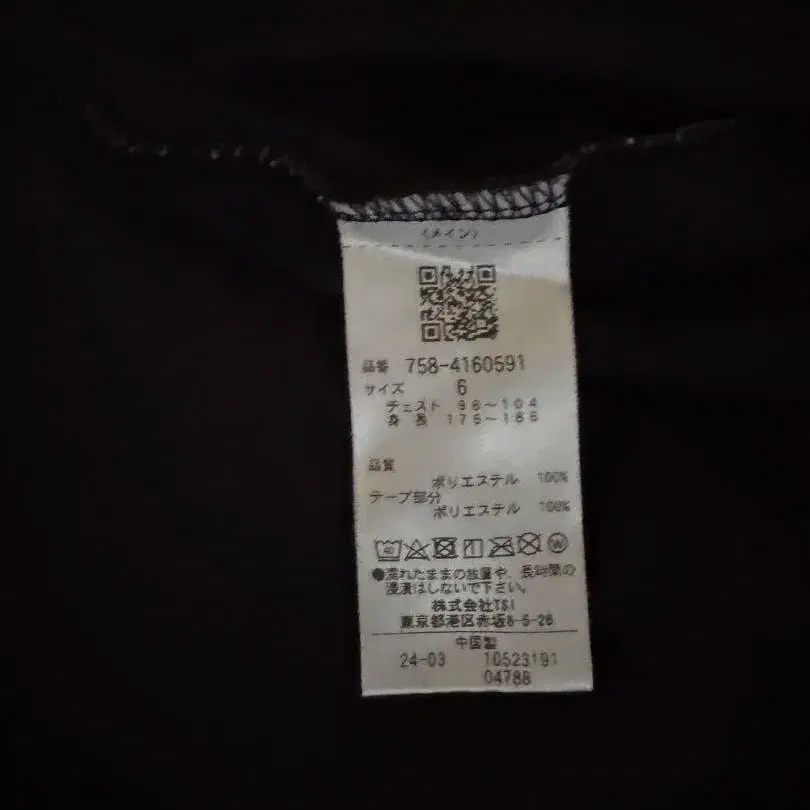 〈メイン〉
品番 758-4160591
サイズ 6
チェスト 96〜104
身長 175〜185
品質
ポリエステル 100%
テープ部分
ポリエステル 100%
40
W
●濡れたままの放置や、長時間の
浸漬はしないで下さい。
株式会社TSI
東京都港区赤坂8-5-26
中国製
24-03 10523191
04788